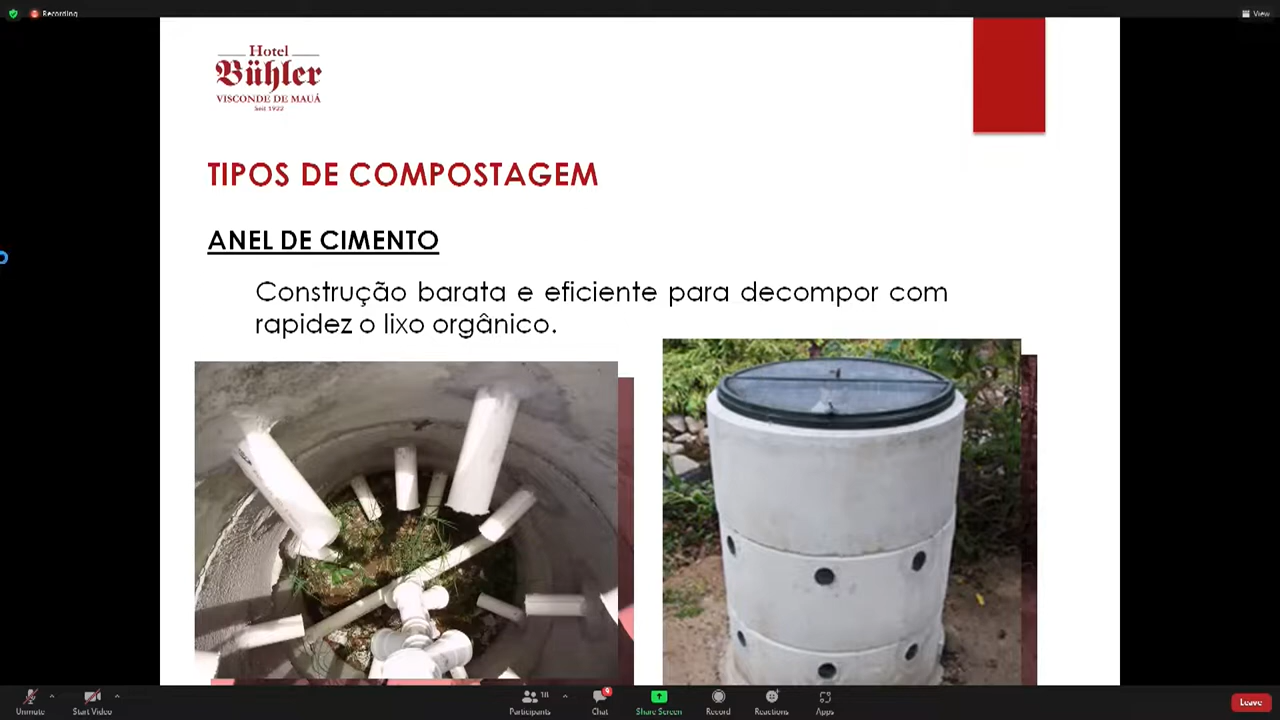 Recording
View
Hotel
Bühler
VISCONDE DE MAUÁ
Seit 1922
TIPOS DE COMPOSTAGEM
ANEL DE CIMENTO
Construção barata e eficiente para decompor com
rapidez o lixo orgânico.
Unmute
Start Video
Participants
18
Chat
Share Screen
Record
Reactions
Apps
Leave